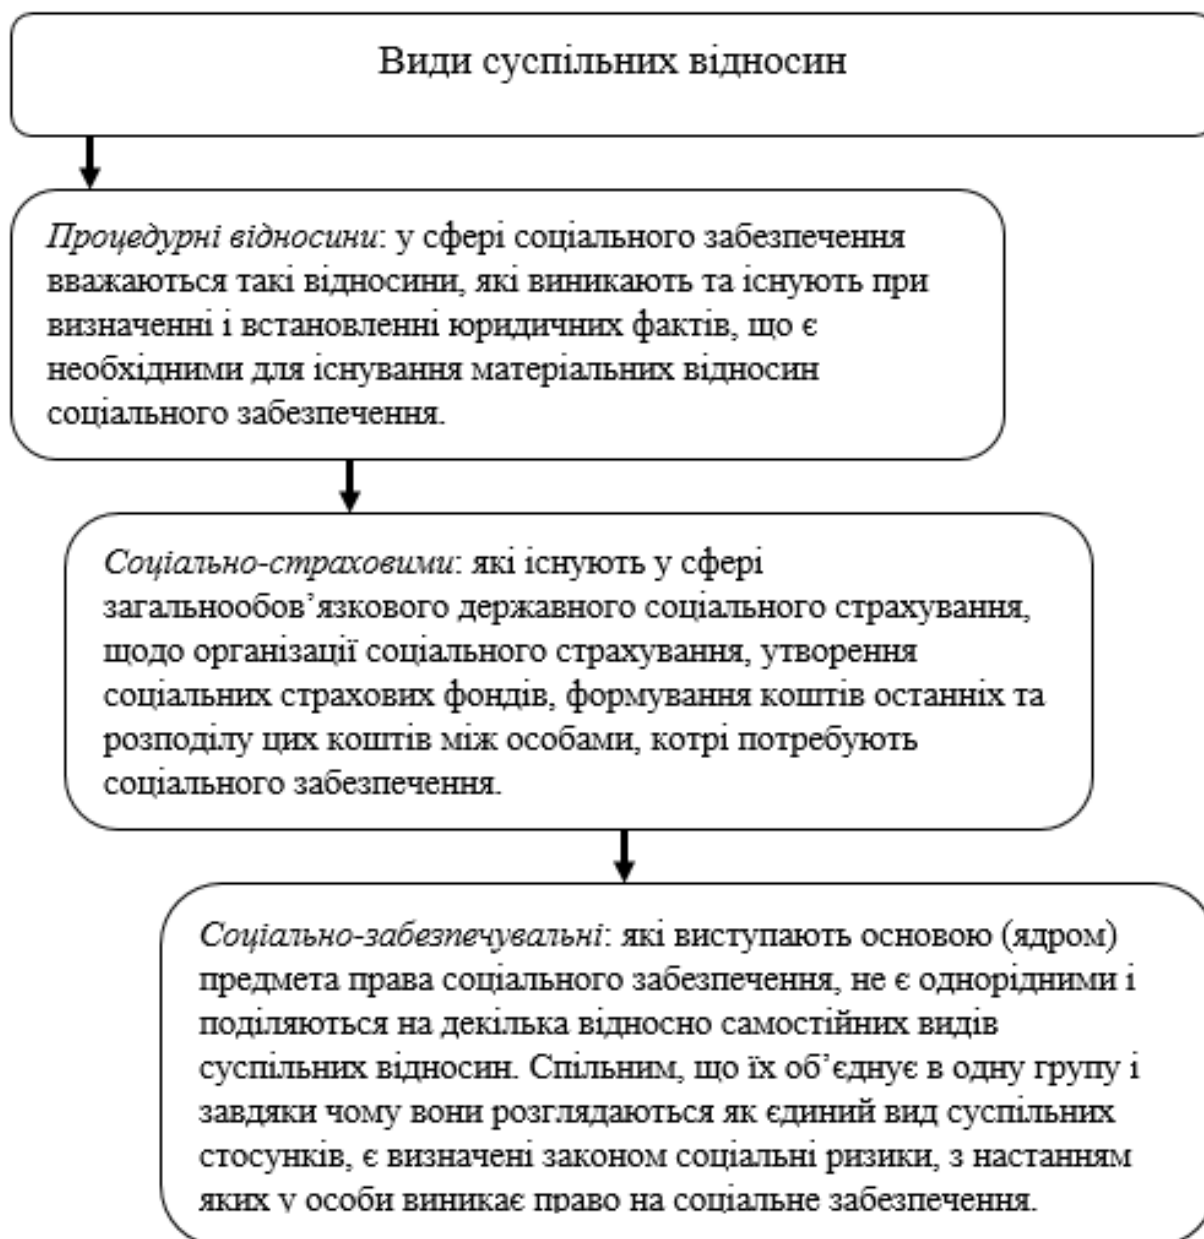 Види суспільних відносин
Процедурні відносини: у сфері соціального забезпечення
вважаються такі відносини, які виникають та існують при
визначенні і встановленні юридичних фактів, що є
необхідними для існування матеріальних відносин
соціального забезпечення.
Соціально-страховими: які існують у сфері
загальнообов’язкового державного соціального страхування,
щодо організації соціального страхування, утворення
соціальних страхових фондів, формування коштів останніх та
розподілу цих коштів між особами, котрі потребують
соціального забезпечення.
Соціально-забезпечувальні: які виступають основою (ядром)
предмета права соціального забезпечення, не є однорідними і
поділяються на декілька відносно самостійних видів
суспільних відносин. Спільним, що їх об’єднує в одну групу і
завдяки чому вони розглядаються як єдиний вид суспільних
стосунків, є визначені законом соціальні ризики, з настанням
яких у особи виникає право на соціальне забезпечення.